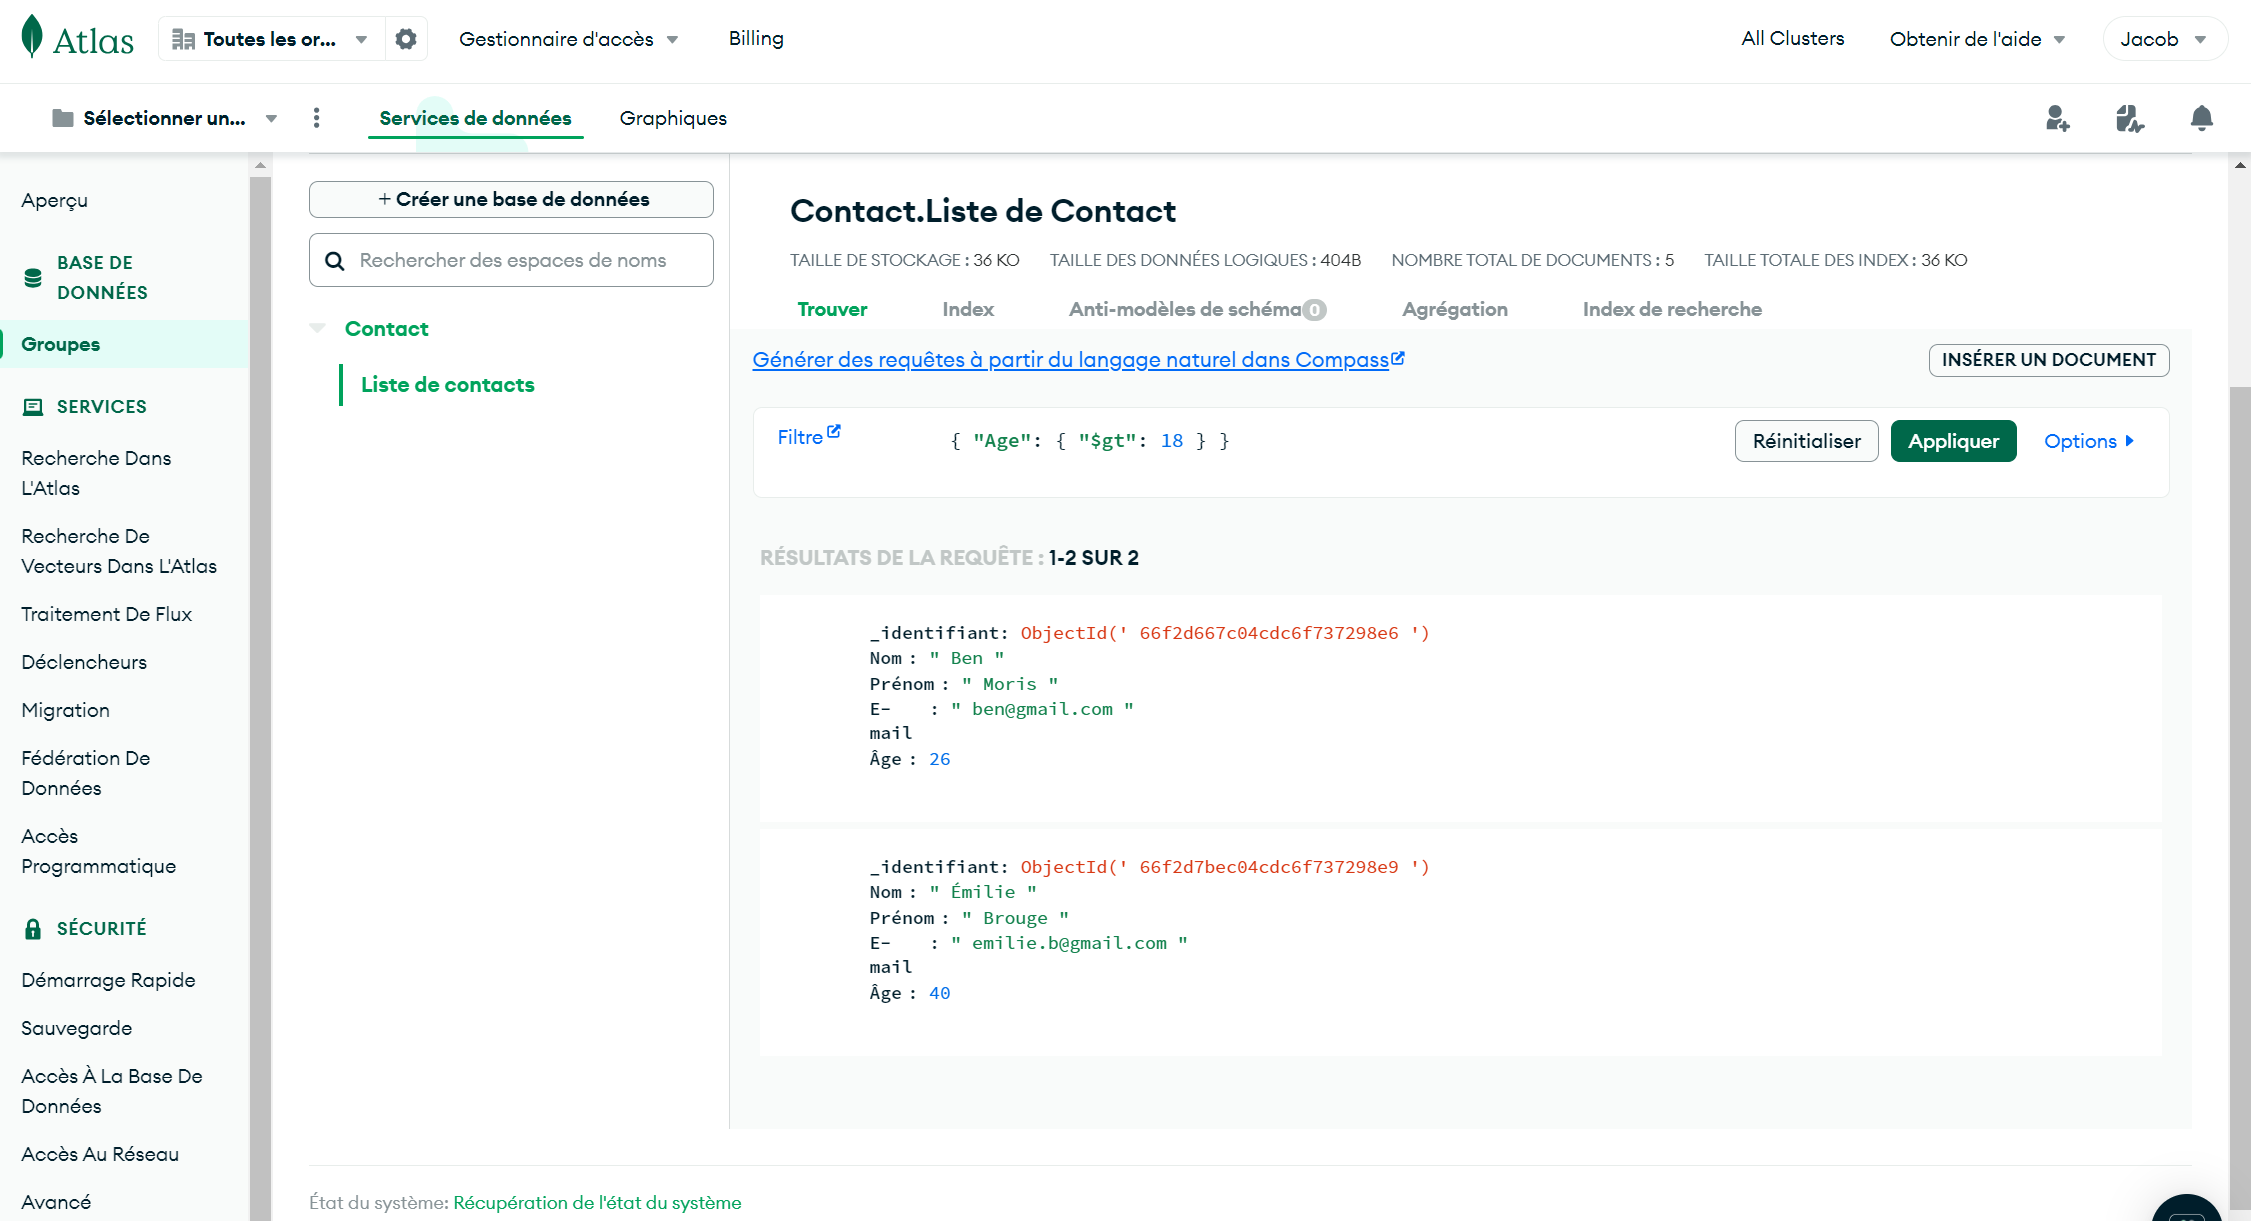 Atlas
Toutes les or...
Gestionnaire d'accès
Billing
All Clusters
Obtenir de l'aide
Jacob
Sélectionner un...
Services de données
Graphiques
Aperçu
BASE DE
DONNÉES
Groupes
SERVICES
Recherche Dans
L'Atlas
Recherche De
Vecteurs Dans L'Atlas
Traitement De Flux
Déclencheurs
Migration
Fédération De
Données
Accès
Programmatique
SÉCURITÉ
Démarrage Rapide
Sauvegarde
Accès À La Base De
Données
Accès Au Réseau
Avancé
+ Créer une base de données
Rechercher des espaces de noms
Contact
Liste de contacts
Contact.Liste de Contact
TAILLE DE STOCKAGE : 36 KO TAILLE DES DONNÉES LOGIQUES : 404B NOMBRE TOTAL DE DOCUMENTS : 5 TAILLE TOTALE DES INDEX : 36 KO
Trouver Index Anti-modèles de schéma 0 Agrégation Index de recherche
Générer des requêtes à partir du langage naturel dans Compass
INSÉRER UN DOCUMENT
Filtre { "Age": { "$gt": 18 } } Réinitialiser Appliquer Options
RÉSULTATS DE LA REQUÊTE : 1-2 SUR 2
_identifiant: ObjectId(' 66f2d667c04cdc6f737298e6 ')
Nom : " Ben "
Prénom : " Moris "
E- : " ben@gmail.com "
mail
Âge : 26
_identifiant: ObjectId(' 66f2d7bec04cdc6f737298e9 ')
Nom : " Émilie "
Prénom : " Brouge "
E- : " emilie.b@gmail.com "
mail
Âge : 40
État du système: Récupération de l'état du système